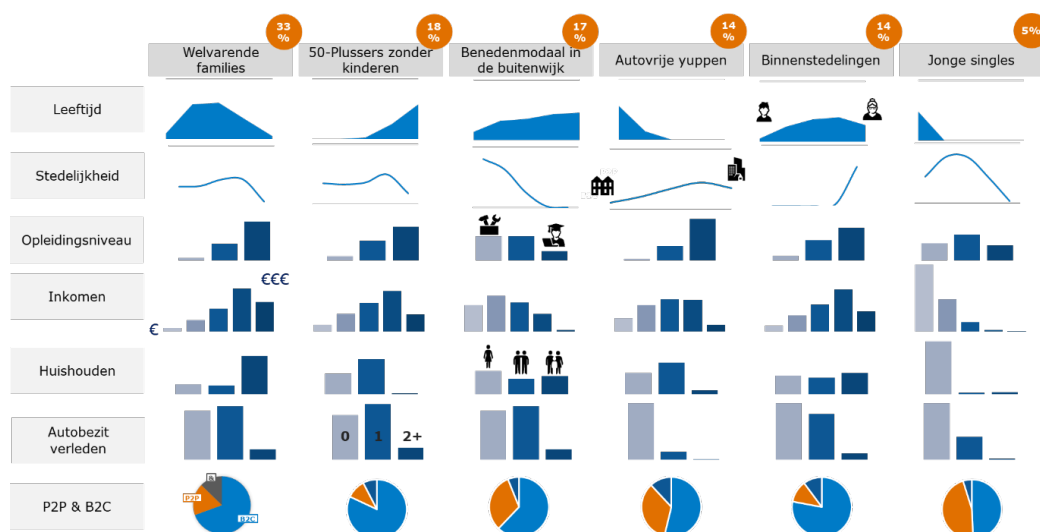 33
%
18
%
17
%
14
%
14
%
5%
Welvarende
families
50-Plussers zonder
kinderen
Benedenmodaal in
de buitenwijk
Autovrije yuppen
Binnenstedelingen
Jonge singles
Leeftijd
Stedelijkheid
Opleidingsniveau
Inkomen
€
€€€
Huishouden
Autobezit
verleden
0
1
2+
P2P & B2C
&
P2P
B2C